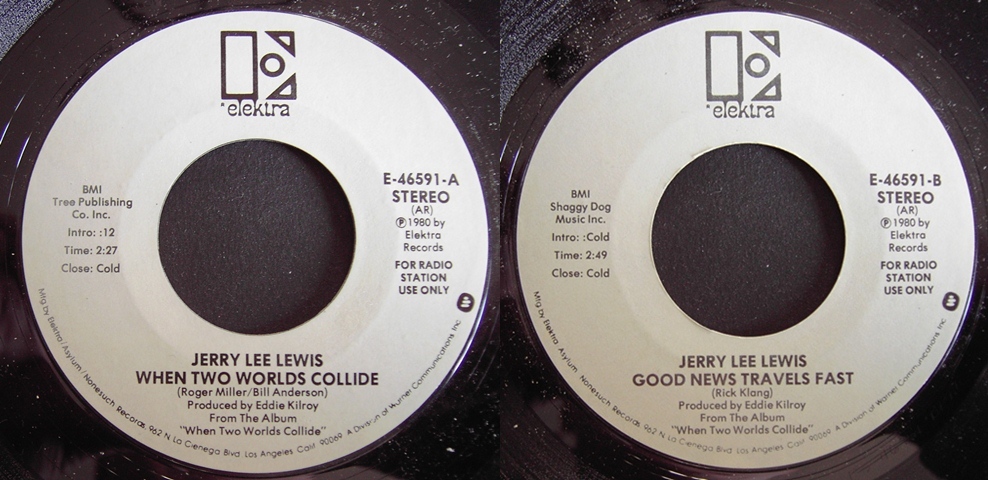 elektra
BMI
Tree Publishing
Co. Inc.
Intro: :12
Time: 2:27
Close: Cold
E-46591-A
STEREO
(AR)
℗1980 by
Elektra
Records
FOR RADIO
STATION
USE ONLY
JERRY LEE LEWIS
WHEN TWO WORLDS COLLIDE
(Roger Miller/Bill Anderson)
Produced by Eddie Kilroy
From The Album
"When Two Worlds Collide"
Mfg by Elektra/Asylum/Nonesuch Records 962 N La Cienega Blvd Los Angeles Calif 90069 A Division of Warner Communications Inc
elektra
BMI
Shaggy Dog
Music Inc.
Intro: :Cold
Time: 2:49
Close: Cold
E-46591-B
STEREO
(AR)
℗1980 by
Elektra
Records
FOR RADIO
STATION
USE ONLY
JERRY LEE LEWIS
GOOD NEWS TRAVELS FAST
(Rick Klang)
Produced by Eddie Kilroy
From The Album
"When Two Worlds Collide"
Mfg by Elektra Asylum/Nonesuch Records 962 N La Cienega Blvd Los Angeles Calif 90069 A Division of Warner Communications Inc